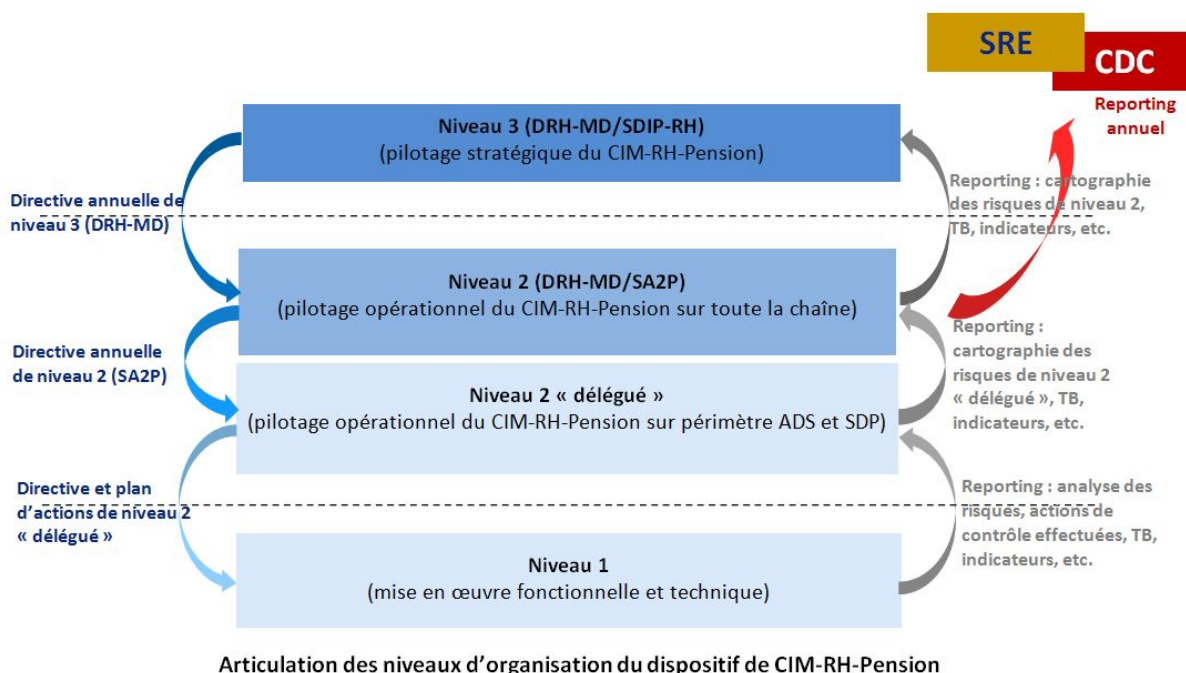 SRE
CDC
Reporting
annuel
Niveau 3 (DRH-MD/SDIP-RH)
(pilotage stratégique du CIM-RH-Pension)
Directive annuelle de
niveau 3 (DRH-MD)
Reporting : cartographie
des risques de niveau 2,
TB, indicateurs, etc.
Niveau 2 (DRH-MD/SA2P)
(pilotage opérationnel du CIM-RH-Pension sur toute la chaîne)
Directive annuelle
de niveau 2 (SA2P)
Reporting :
cartographie des
risques de niveau 2
« délégué », TB,
indicateurs, etc.
Niveau 2 « délégué »
(pilotage opérationnel du CIM-RH-Pension sur périmètre ADS et SDP)
Directive et plan
d’actions de niveau 2
« délégué »
Reporting : analyse des
risques, actions de
contrôle effectuées, TB,
indicateurs, etc.
Niveau 1
(mise en œuvre fonctionnelle et technique)
Articulation des niveaux d’organisation du dispositif de CIM-RH-Pension